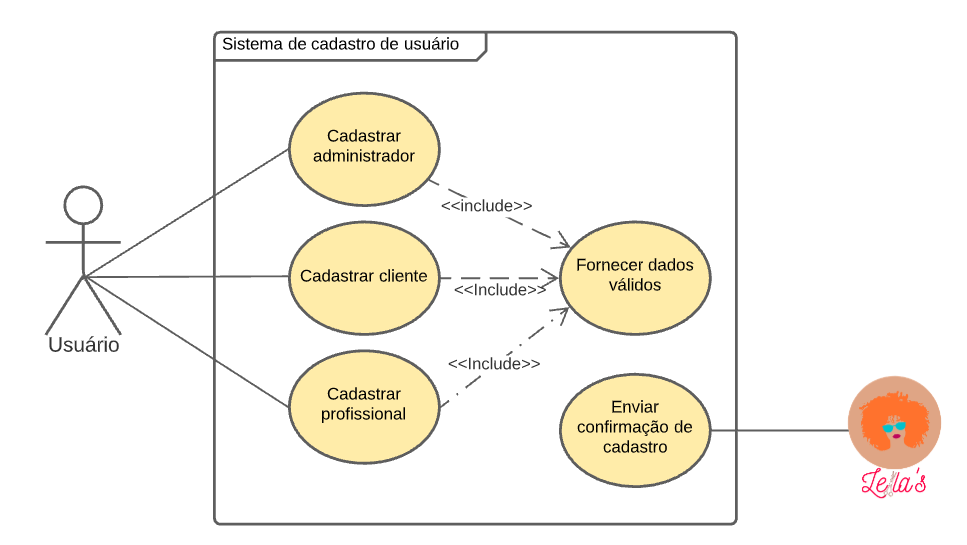 Sistema de cadastro de usuário
Cadastrar
administrador
<<include>>
Cadastrar cliente
<<Include>>
Fornecer dados
válidos
Usuário
<<Include>>
Cadastrar
profissional
Enviar
confirmação de
cadastro
Leila's